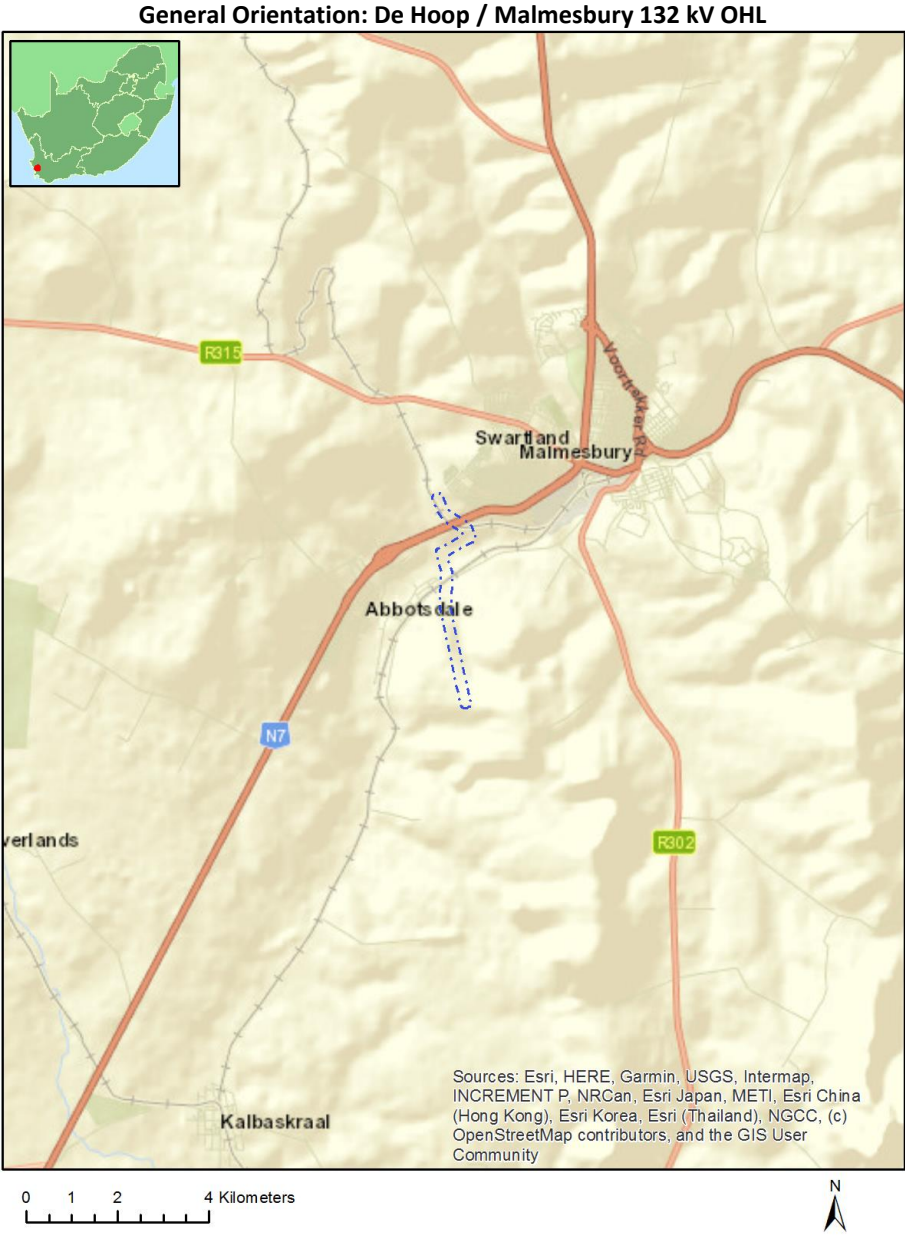 General Orientation: De Hoop / Malmesbury 132 kV OHL
R315
Voortrekker Rd
Swartland
Malmesbury
Abbotsdale
N7
verlands
R302
Kalbaskraal
Sources: Esri, HERE, Garmin, USGS, Intermap,
INCREMENT P, NRCan, Esri Japan, METI, Esri China
(Hong Kong), Esri Korea, Esri (Thailand), NGCC, (c)
OpenStreetMap contributors, and the GIS User
Community
0 1 2 4 Kilometers
N